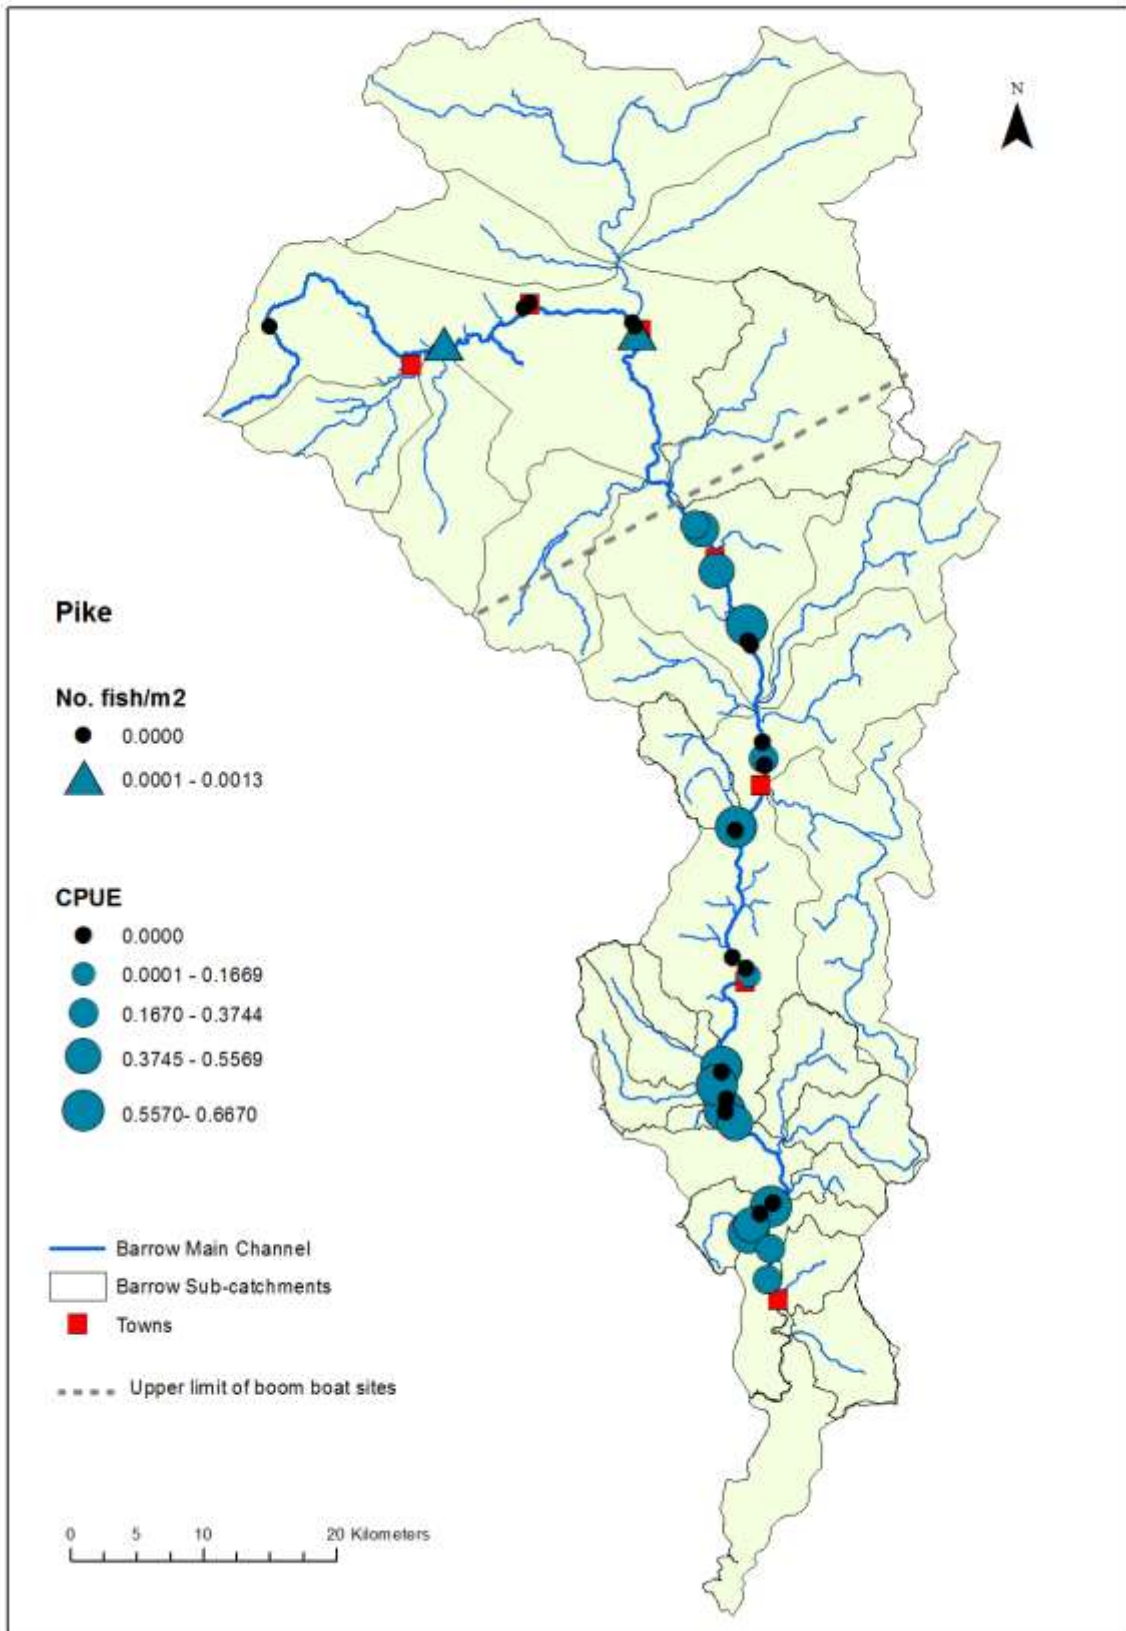 N
Pike
No. fish/m2
0.0000
0.0001 - 0.0013
CPUE
0.0000
0.0001 - 0.1669
0.1670 - 0.3744
0.3745 - 0.5569
0.5570- 0.6670
Barrow Main Channel
Barrow Sub-catchments
Towns
Upper limit of boom boat sites
0 5 10 20 Kilometers